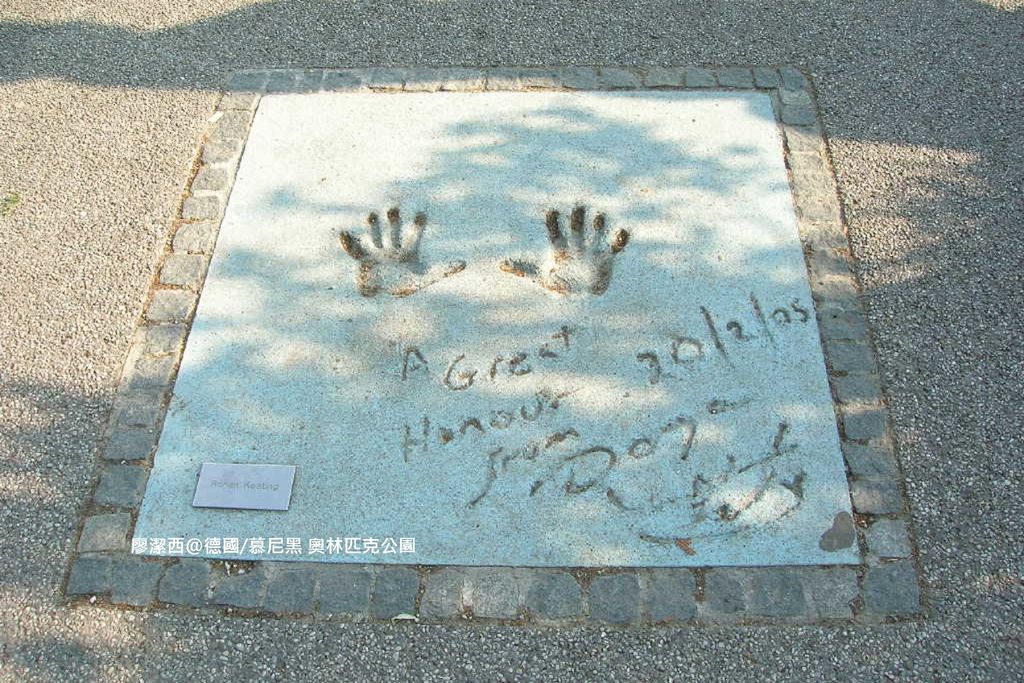 A Great
20/2/05
Honour
from Ronan
Ronan Keating
廖潔西@德國/慕尼黑 奧林匹克公園